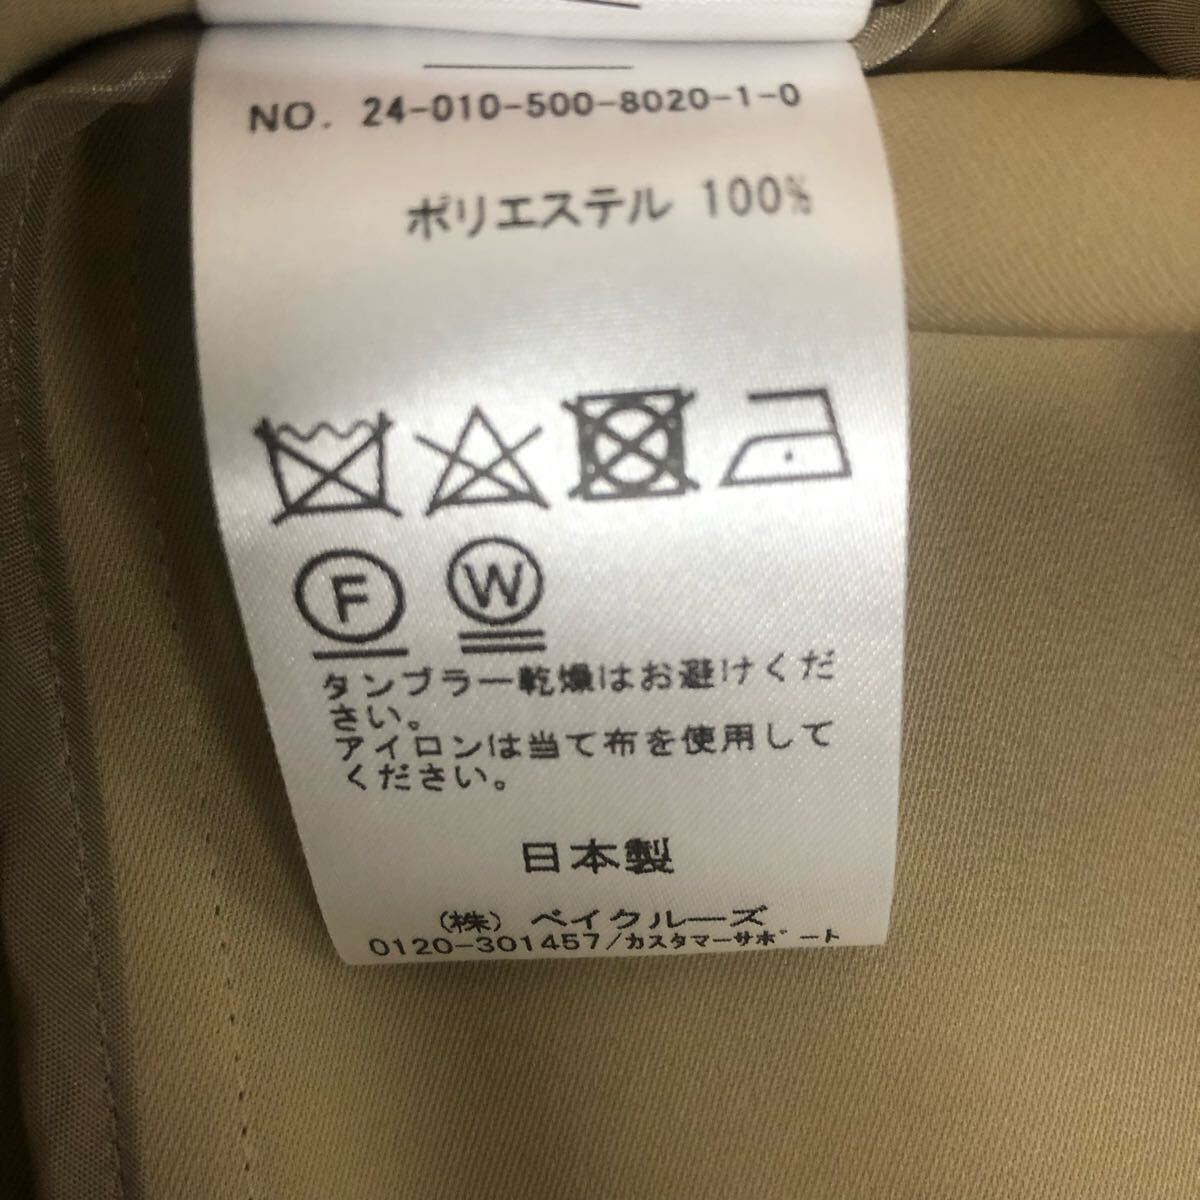 NO. 24-010-500-8020-1-0
ポリエステル 100%
F W
タンブラー乾燥はお避けくだ
さい。
アイロンは当て布を使用して
ください。
日本製
(株) ベイクルーズ
0120-301457/カスタマーサポート